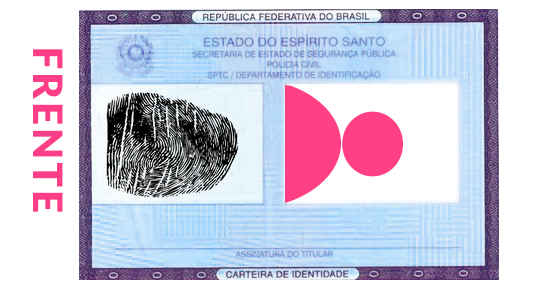 FRENTE
REPÚBLICA FEDERATIVA DO BRASIL
ESTADO DO ESPÍRITO SANTO
SECRETARIA DE ESTADO DE SEGURANÇA PÚBLICA
POLÍCIA CIVIL
SPTC / DEPARTAMENTO DE IDENTIFICAÇÃO
ASSINATURA DO TITULAR
CARTEIRA DE IDENTIDADE